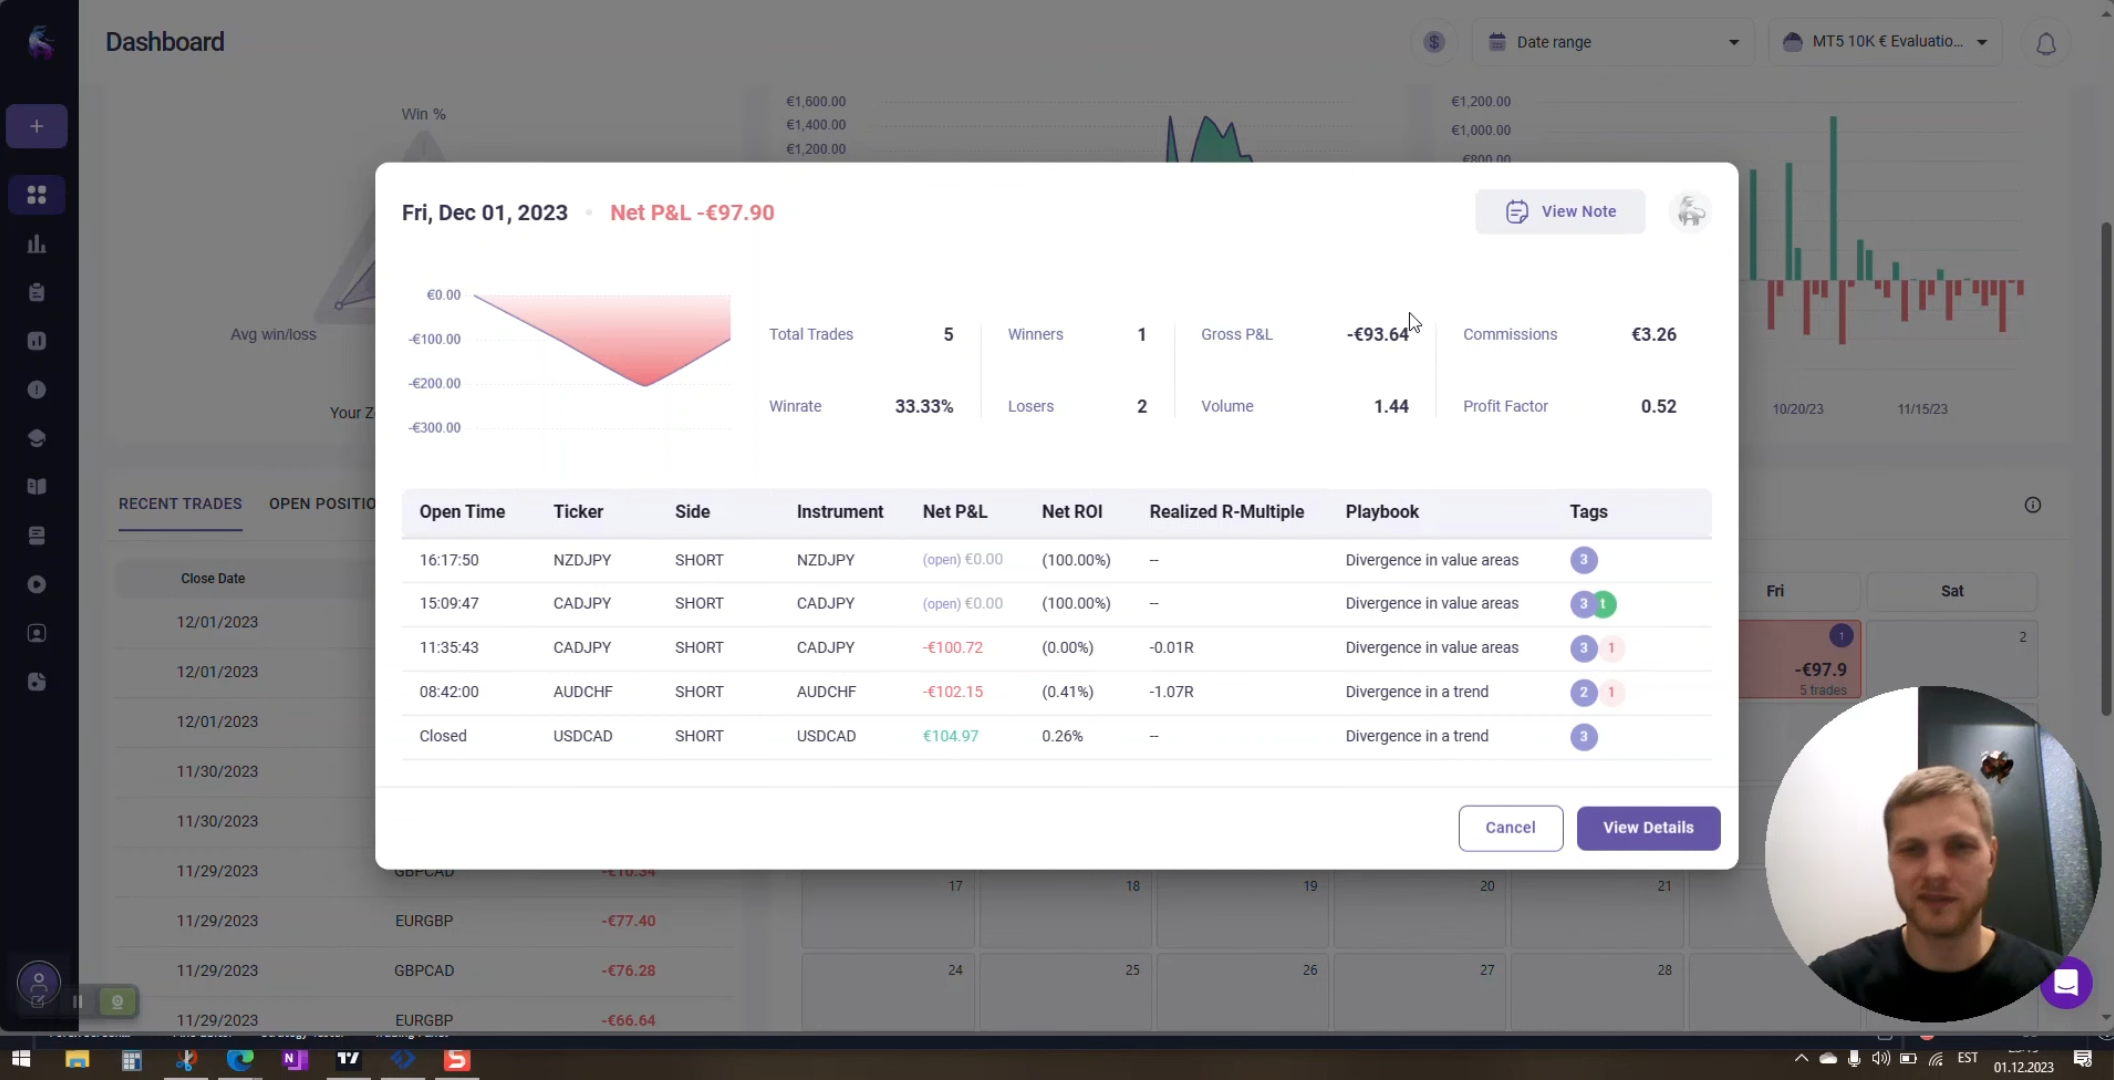 Dashboard
$
Date range
MT5 10K € Evaluatio...
Win %
Avg win/loss
€1,600.00
€1,400.00
€1,200.00
€1,200.00
€1,000.00
€800.00
10/20/23
11/15/23
Fri, Dec 01, 2023
Net P&L -€97.90
View Note
€0.00
-€100.00
-€200.00
-€300.00
Total Trades 5
Winners 1
Gross P&L -€93.64
Commissions €3.26
Winrate 33.33%
Losers 2
Volume 1.44
Profit Factor 0.52
Open Time Ticker Side Instrument Net P&L Net ROI Realized R-Multiple Playbook Tags
16:17:50 NZDJPY SHORT NZDJPY (open) €0.00 (100.00%) -- Divergence in value areas 3
15:09:47 CADJPY SHORT CADJPY (open) €0.00 (100.00%) -- Divergence in value areas 3 t
11:35:43 CADJPY SHORT CADJPY -€100.72 (0.00%) -0.01R Divergence in value areas 3 1
08:42:00 AUDCHF SHORT AUDCHF -€102.15 (0.41%) -1.07R Divergence in a trend 2 1
Closed USDCAD SHORT USDCAD €104.97 0.26% -- Divergence in a trend 3
Cancel
View Details
Your Z
RECENT TRADES
OPEN POSITIO
Close Date
12/01/2023
12/01/2023
12/01/2023
11/30/2023
11/30/2023
11/29/2023 GBPCAD -€10.34
11/29/2023 EURGBP -€77.40
11/29/2023 GBPCAD -€76.28
11/29/2023 EURGBP -€66.64
Fri
Sat
1
-€97.9
5 trades
2
17 18 19 20 21
24 25 26 27 28
EST
01.12.2023